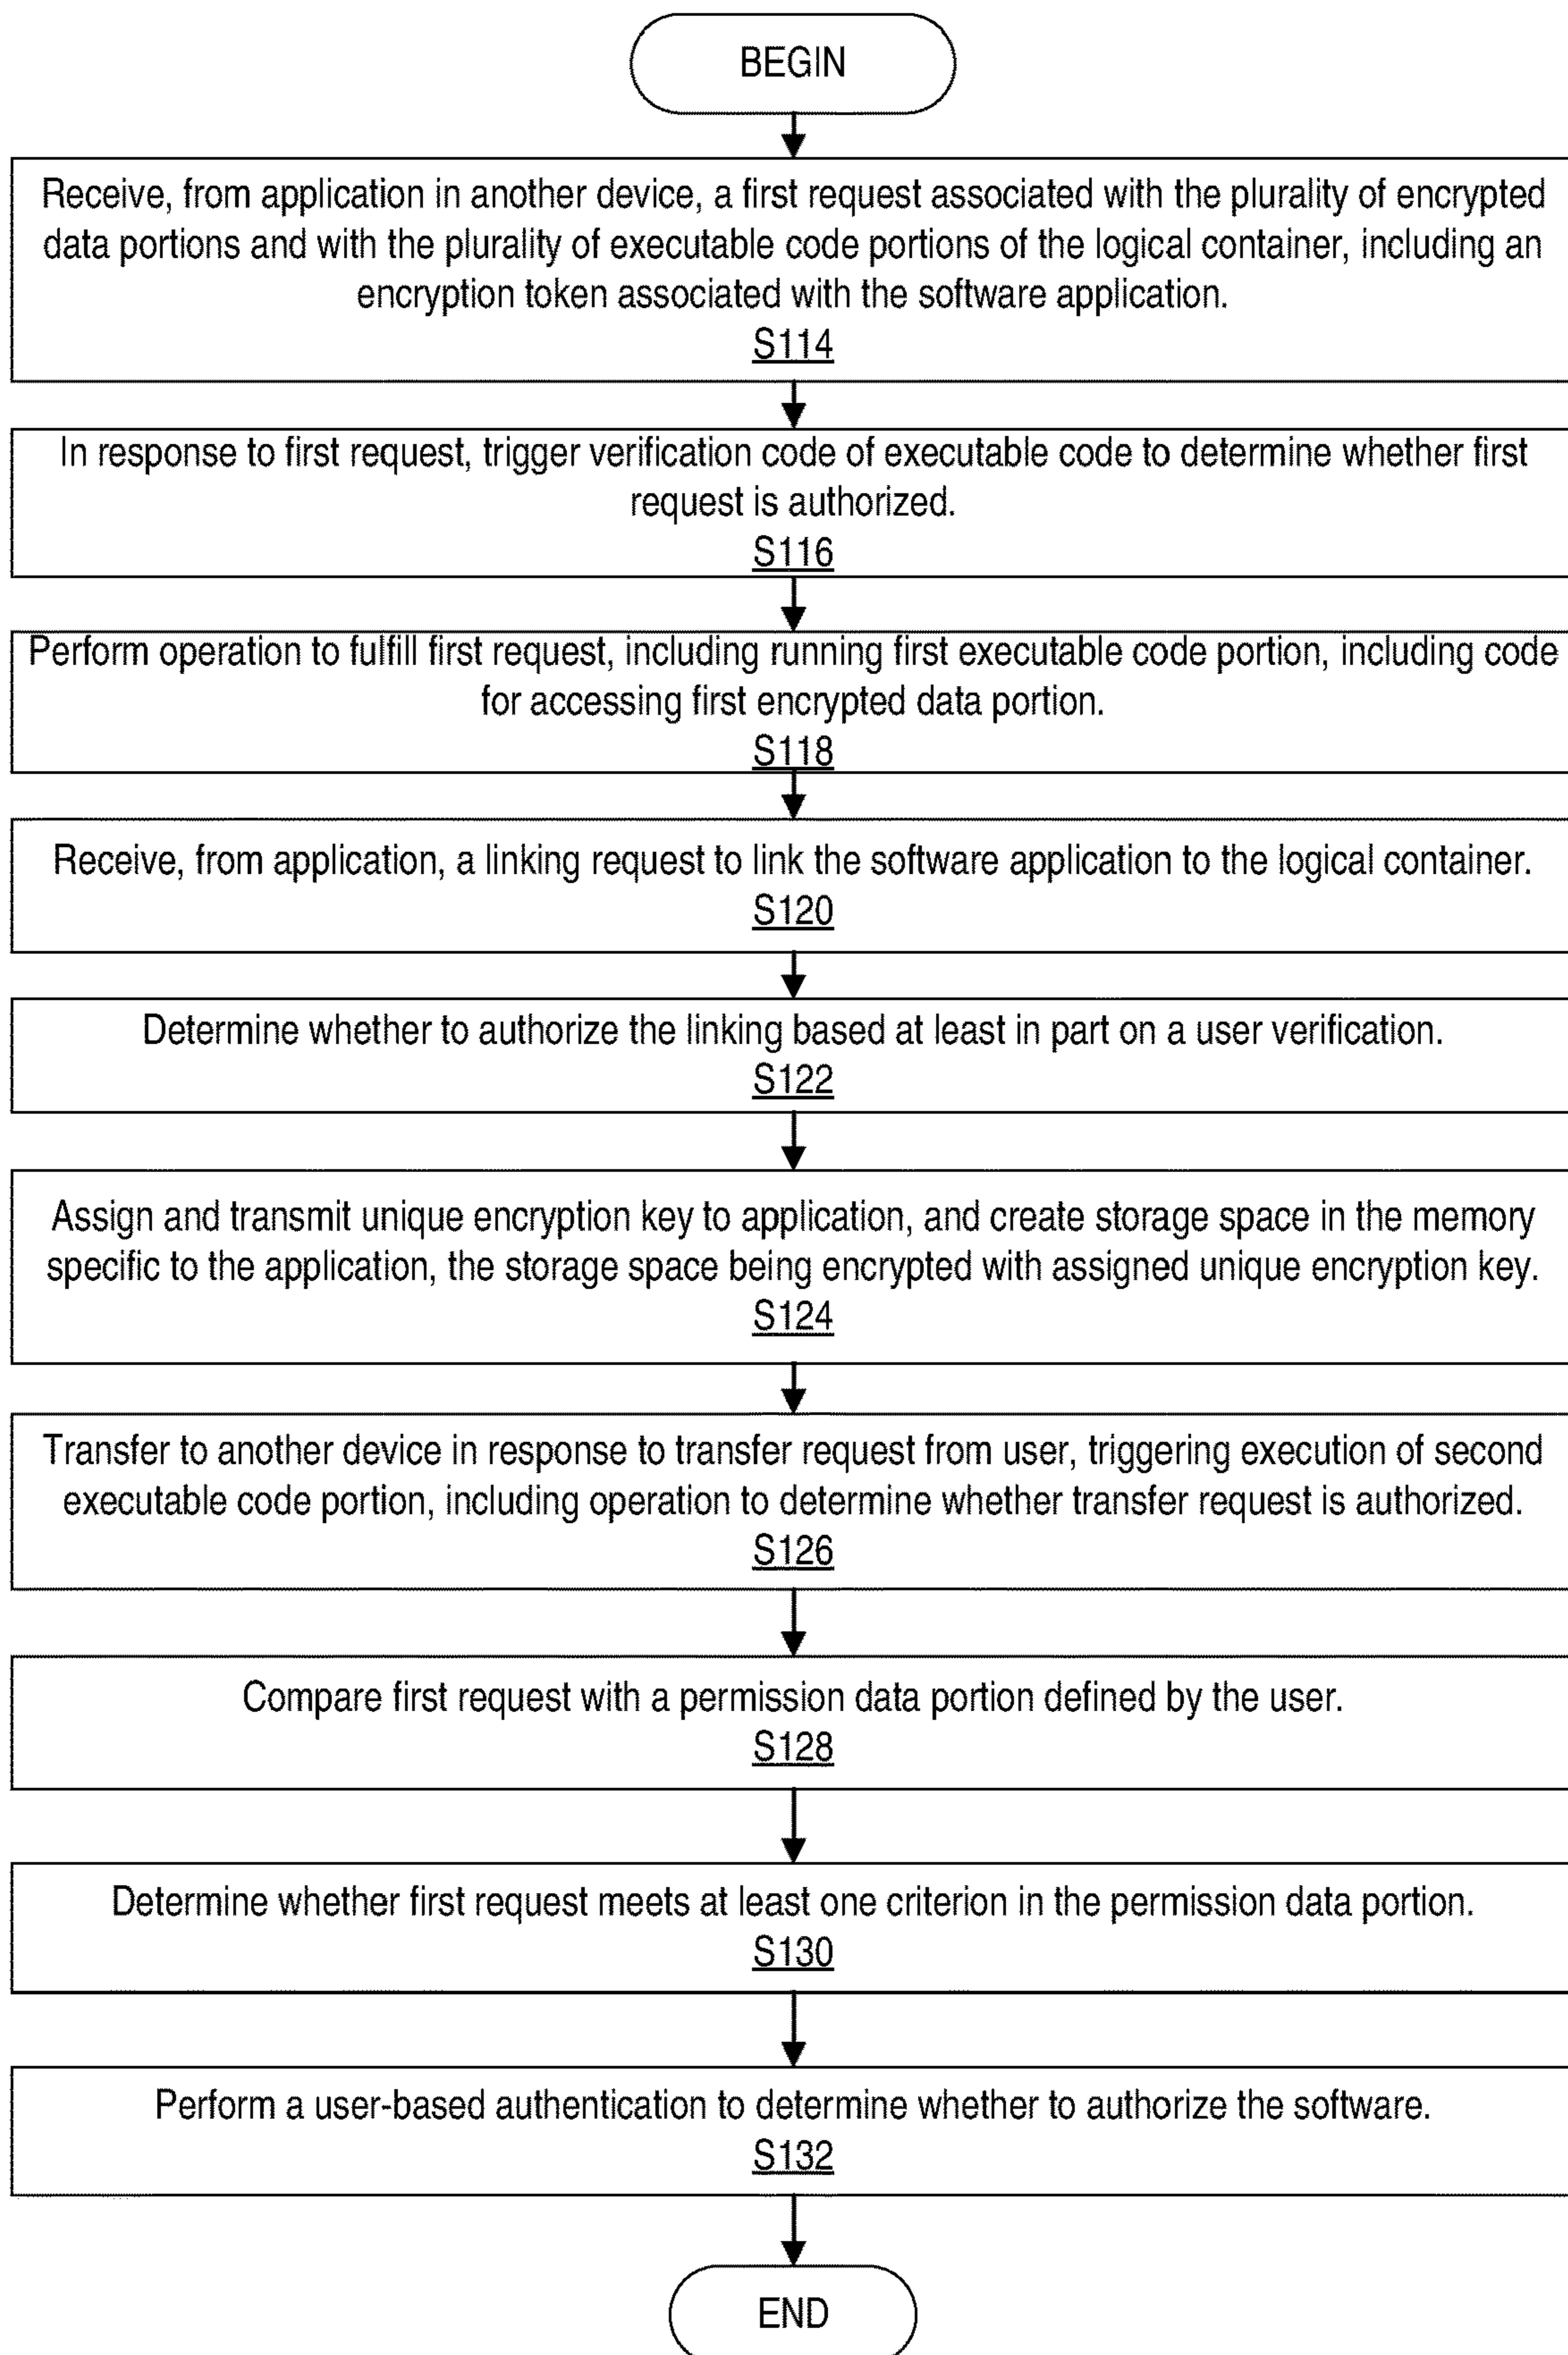 BEGIN
Receive, from application in another device, a first request associated with the plurality of encrypted
data portions and with the plurality of executable code portions of the logical container, including an
encryption token associated with the software application.
S114
In response to first request, trigger verification code of executable code to determine whether first
request is authorized.
S116
Perform operation to fulfill first request, including running first executable code portion, including code
for accessing first encrypted data portion.
S118
Receive, from application, a linking request to link the software application to the logical container.
S120
Determine whether to authorize the linking based at least in part on a user verification.
S122
Assign and transmit unique encryption key to application, and create storage space in the memory
specific to the application, the storage space being encrypted with assigned unique encryption key.
S124
Transfer to another device in response to transfer request from user, triggering execution of second
executable code portion, including operation to determine whether transfer request is authorized.
S126
Compare first request with a permission data portion defined by the user.
S128
Determine whether first request meets at least one criterion in the permission data portion.
S130
Perform a user-based authentication to determine whether to authorize the software.
S132
END